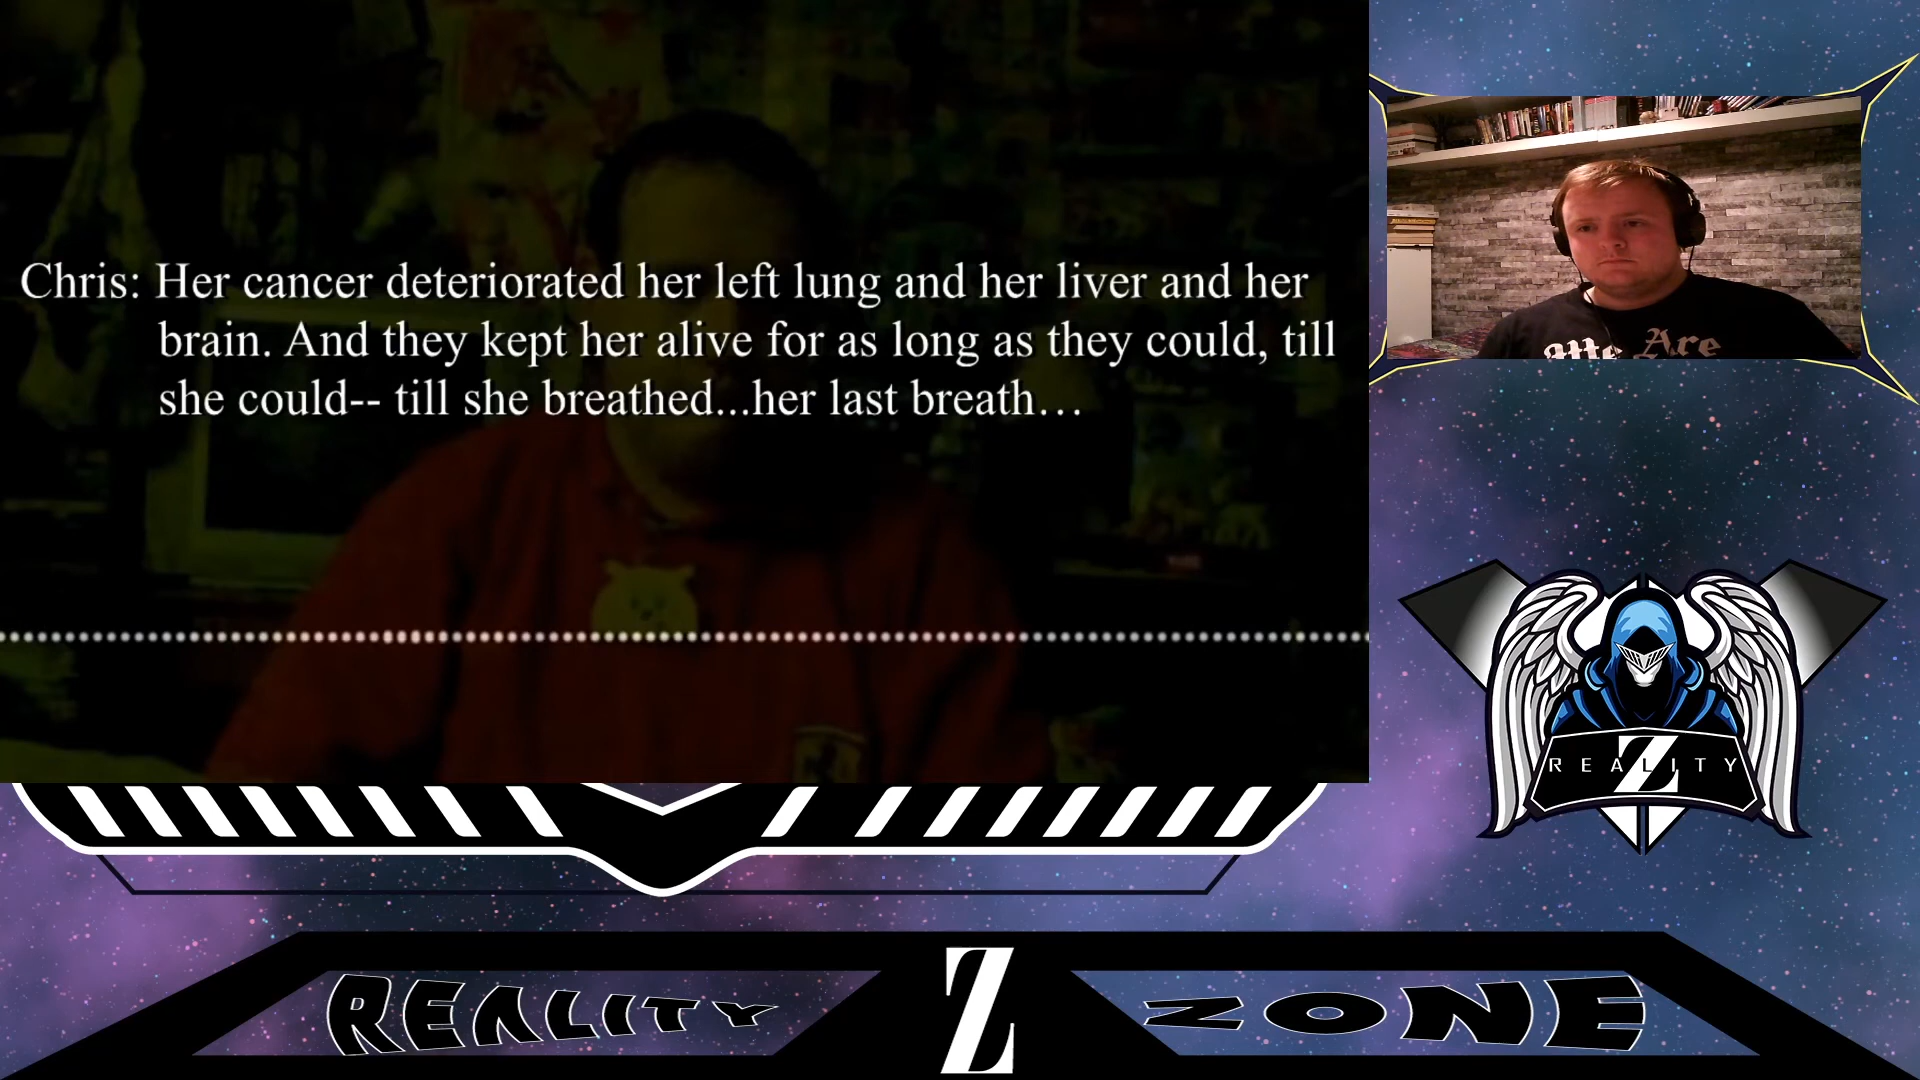 Chris: Her cancer deteriorated her left lung and her liver and her
brain. And they kept her alive for as long as they could, till
she could-- till she breathed...her last breath…
Are
REALITY
Z
REALITY Z ZONE